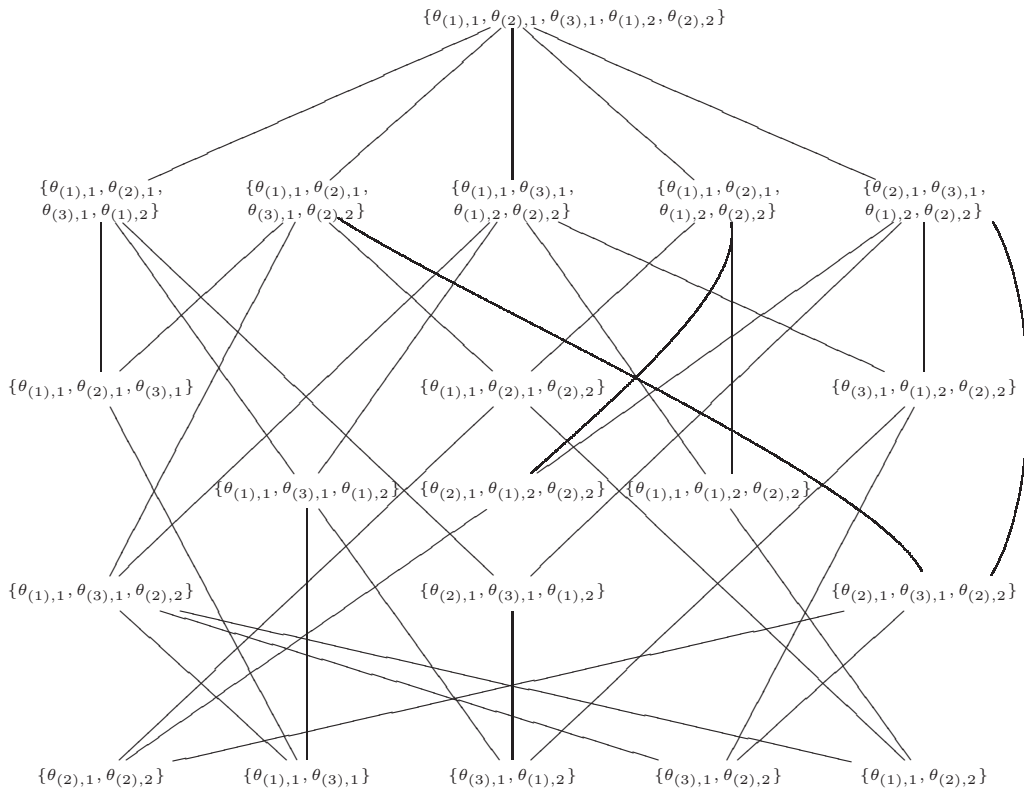 {θ(1),1, θ(2),1, θ(3),1, θ(1),2, θ(2),2}
{θ(1),1, θ(2),1,
θ(3),1, θ(1),2}
{θ(1),1, θ(2),1,
θ(3),1, θ(2),2}
{θ(1),1, θ(3),1,
θ(1),2, θ(2),2}
{θ(1),1, θ(2),1,
θ(1),2, θ(2),2}
{θ(2),1, θ(3),1,
θ(1),2, θ(2),2}
{θ(1),1, θ(2),1, θ(3),1}
{θ(1),1, θ(2),1, θ(2),2}
{θ(3),1, θ(1),2, θ(2),2}
{θ(1),1, θ(3),1, θ(1),2}
{θ(2),1, θ(1),2, θ(2),2}
{θ(1),1, θ(1),2, θ(2),2}
{θ(1),1, θ(3),1, θ(2),2}
{θ(2),1, θ(3),1, θ(1),2}
{θ(2),1, θ(3),1, θ(2),2}
{θ(2),1, θ(2),2}
{θ(1),1, θ(3),1}
{θ(3),1, θ(1),2}
{θ(3),1, θ(2),2}
{θ(1),1, θ(2),2}